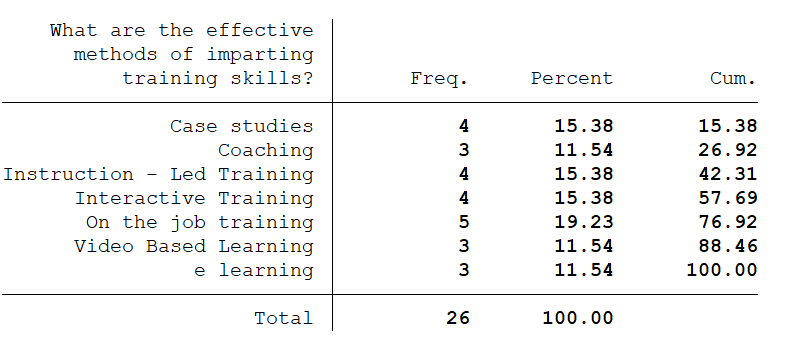 What are the effective
methods of imparting
training skills? Freq. Percent Cum.
Case studies 4 15.38 15.38
Coaching 3 11.54 26.92
Instruction - Led Training 4 15.38 42.31
Interactive Training 4 15.38 57.69
On the job training 5 19.23 76.92
Video Based Learning 3 11.54 88.46
e learning 3 11.54 100.00
Total 26 100.00